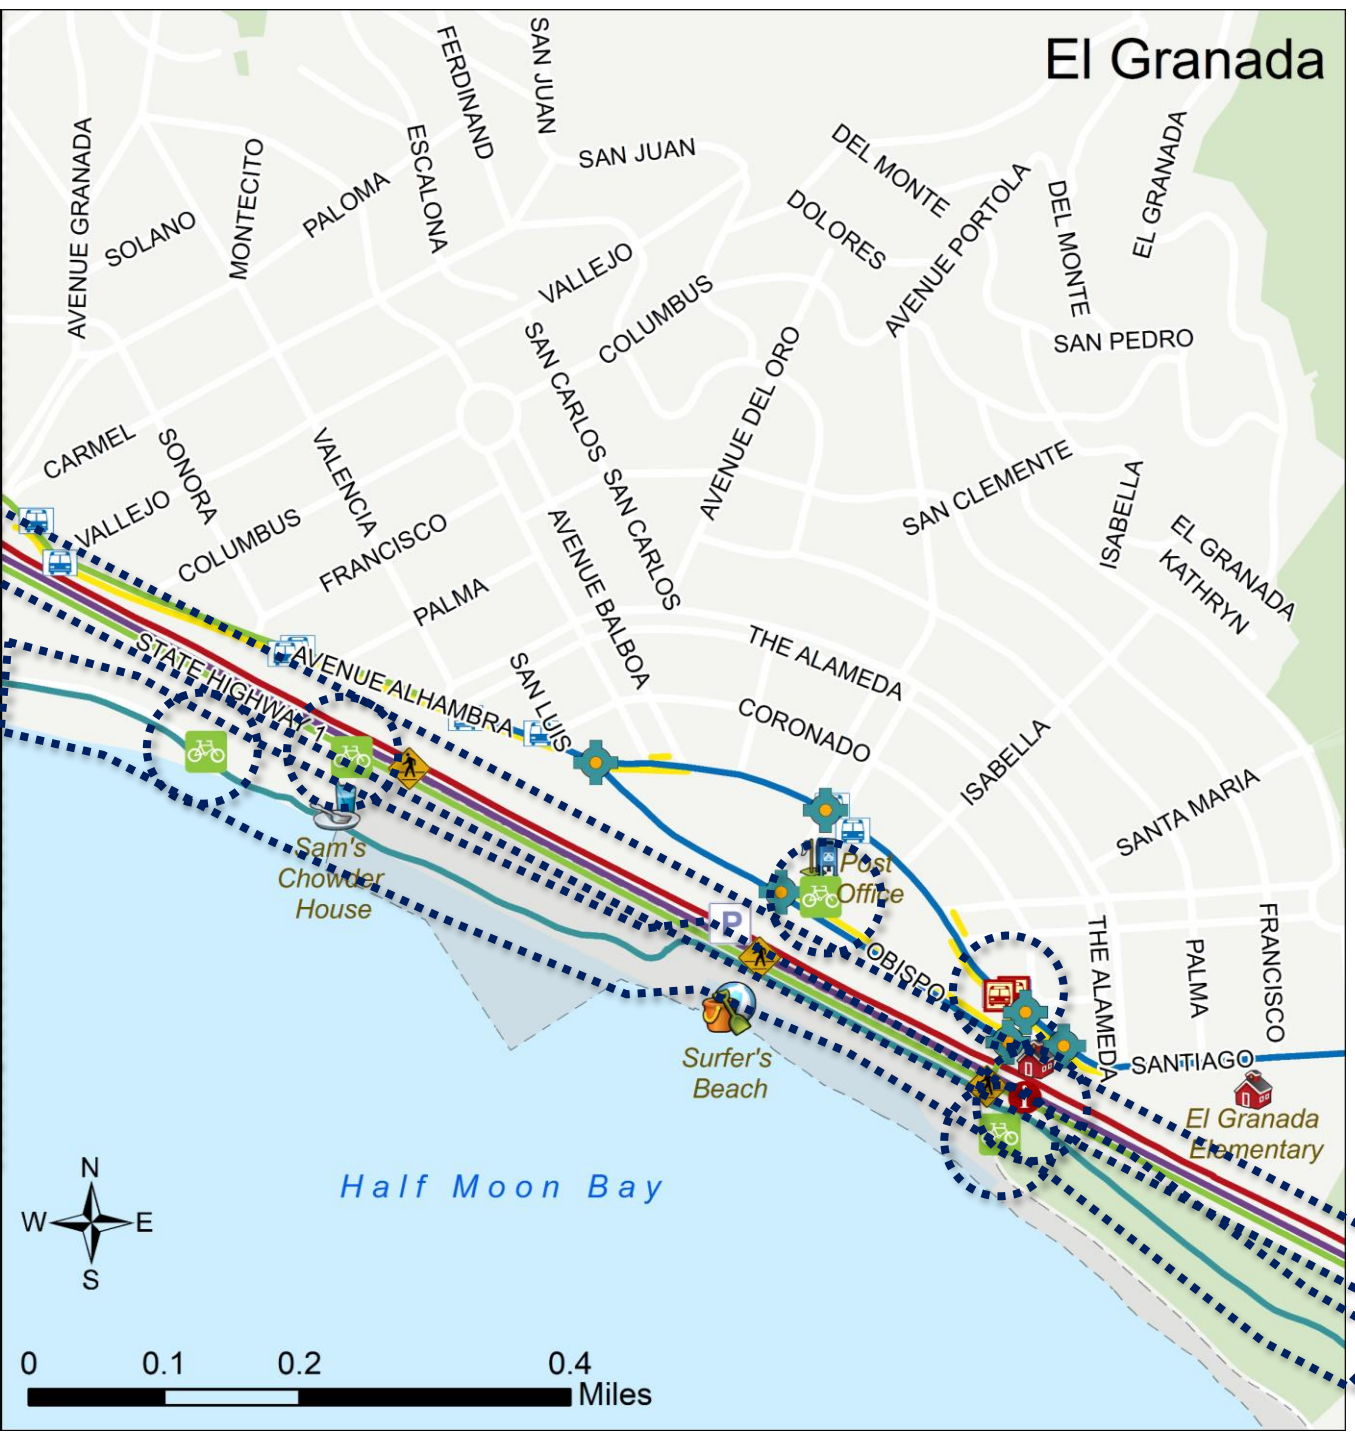 El Granada
SAN JUAN
FERDINAND
ESCALONA
SAN JUAN
DEL MONTE
EL GRANADA
AVENUE GRANADA
SOLANO
MONTECITO
PALOMA
DOLORES
AVENUE PORTOLA
DEL MONTE
VALLEJO
COLUMBUS
SAN PEDRO
SAN CARLOS
AVENUE DEL ORO
CARMEL
SONORA
VALENCIA
SAN CARLOS
SAN CLEMENTE
ISABELLA
VALLEJO
COLUMBUS
FRANCISCO
PALMA
AVENUE BALBOA
EL GRANADA
KATHRYN
STATE HIGHWAY 1
AVENUE ALHAMBRA
SAN LUIS
THE ALAMEDA
CORONADO
ISABELLA
SANTA MARIA
Sam's
Chowder
House
Post
Office
P
OBISPO
THE ALAMEDA
PALMA
FRANCISCO
Surfer's
Beach
SANTIAGO
El Granada
Elementary
Half Moon Bay
N
W
E
S
0
0.1
0.2
0.4
Miles